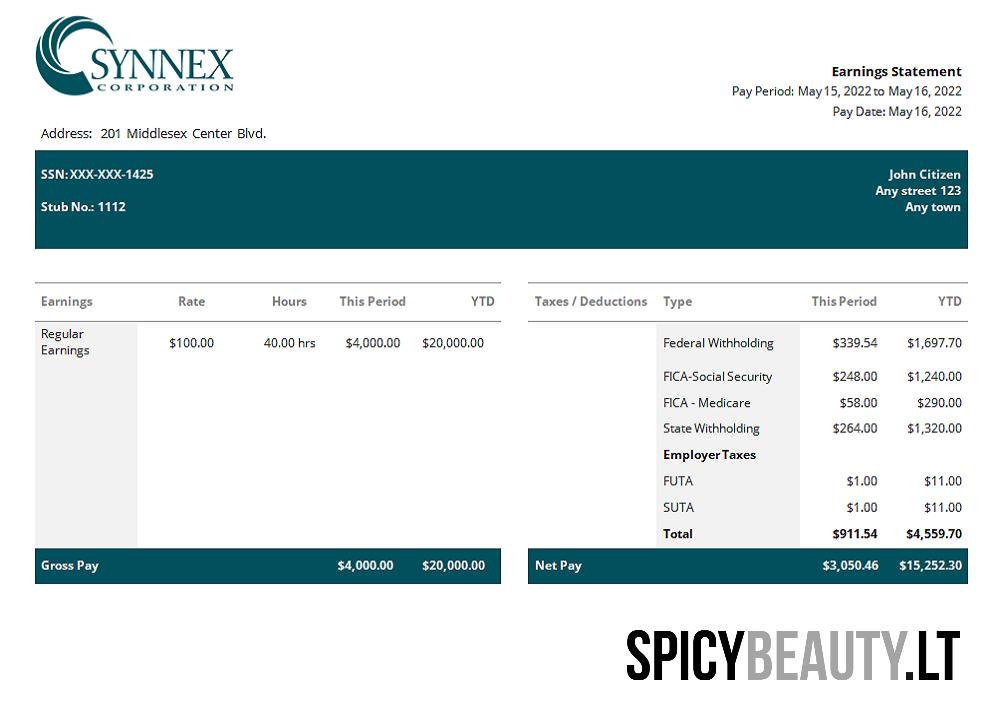 SYNNEX
CORPORATION
Earnings Statement
Pay Period: May 15, 2022 to May 16, 2022
Pay Date: May 16, 2022
Address: 201 Middlesex Center Blvd.
SSN: XXX-XXX-1425
John Citizen
Any street 123
Stub No.: 1112
Any town
Earnings Rate Hours This Period YTD
Regular
Earnings
$100.00 40.00 hrs $4,000.00 $20,000.00
Gross Pay $4,000.00 $20,000.00
Taxes / Deductions Type This Period YTD
Federal Withholding $339.54 $1,697.70
FICA-Social Security $248.00 $1,240.00
FICA - Medicare $58.00 $290.00
State Withholding $264.00 $1,320.00
Employer Taxes
FUTA $1.00 $11.00
SUTA $1.00 $11.00
Total $911.54 $4,559.70
Net Pay $3,050.46 $15,252.30
SPICYBEAUTY.LT